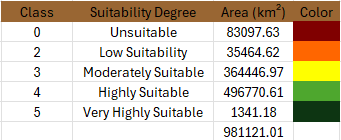 Class Suitability Degree Area (km²) Color
0 Unsuitable 83097.63
2 Low Suitability 35464.62
3 Moderately Suitable 364446.97
4 Highly Suitable 496770.61
5 Very Highly Suitable 1341.18
981121.01